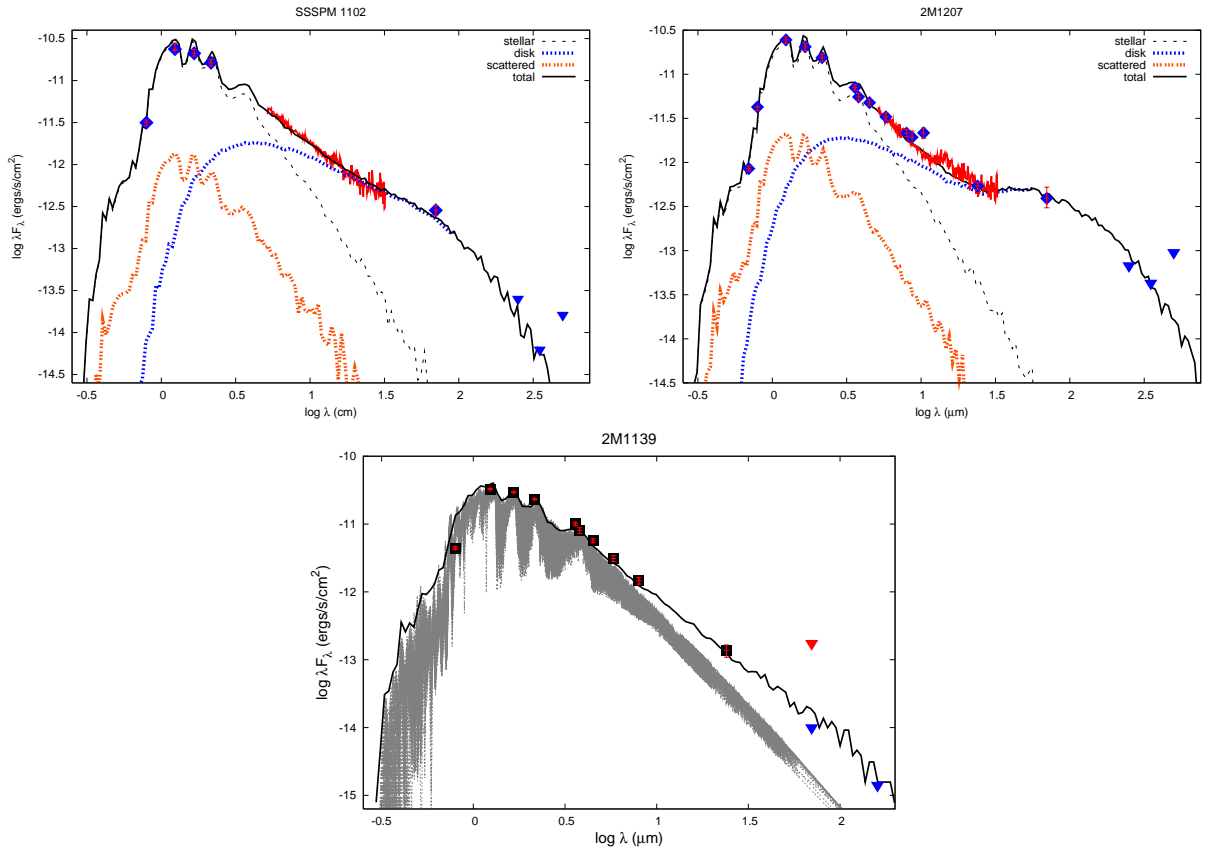 SSSPM 1102
stellar
disk
scattered
total
-10.5
-11
-11.5
-12
-12.5
-13
-13.5
-14
-14.5
log λFλ (ergs/s/cm²)
-0.5 0 0.5 1 1.5 2 2.5
log λ (cm)
2M1207
stellar
disk
scattered
total
-10.5
-11
-11.5
-12
-12.5
-13
-13.5
-14
-14.5
log λFλ (ergs/s/cm²)
-0.5 0 0.5 1 1.5 2 2.5
log λ (μm)
2M1139
-10
-11
-12
-13
-14
-15
log λFλ (ergs/s/cm²)
-0.5 0 0.5 1 1.5 2
log λ (μm)